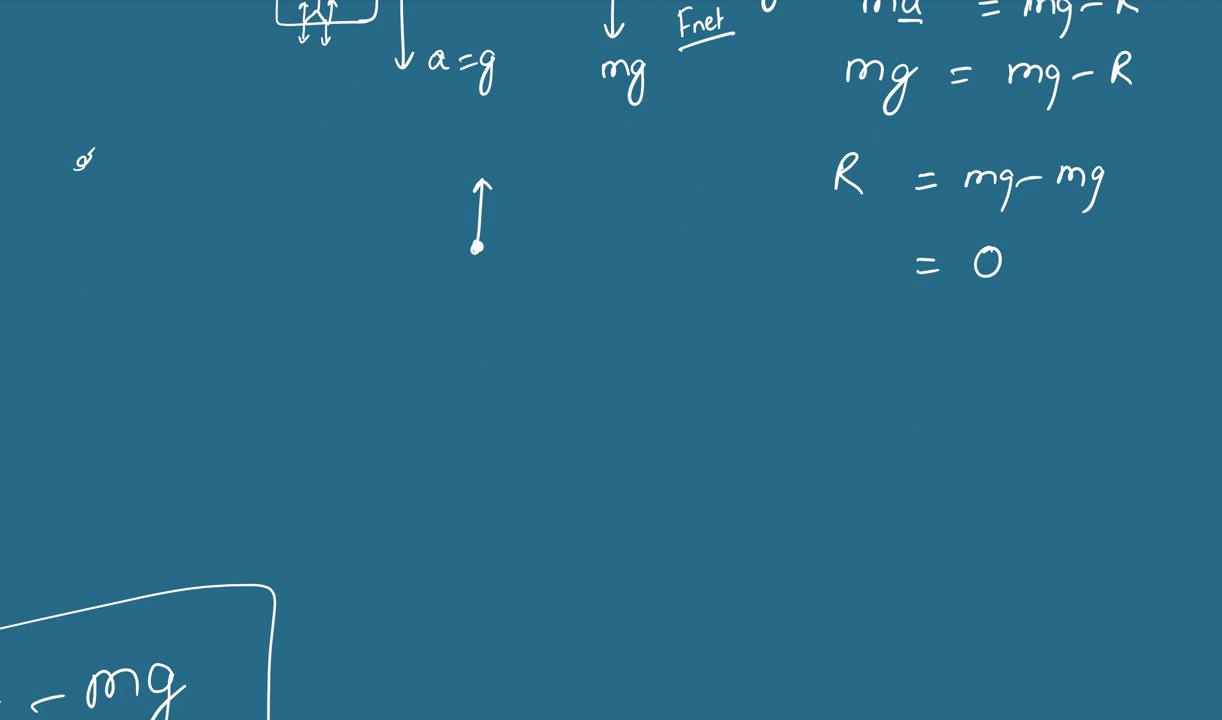 ma = mg - R
Fnet
a = g
mg
mg = mg - R
R = mg - mg
= 0
- mg